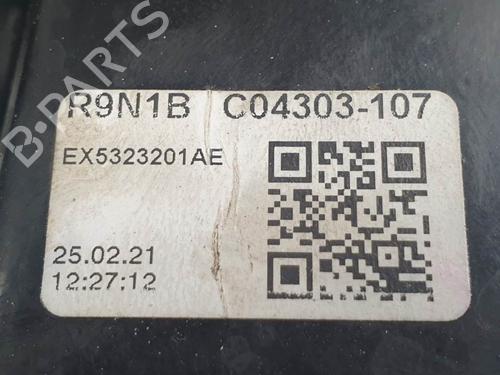 B-PARTS
R9N1B C04303-107
EX5323201AE
25.02.21
12:27:12